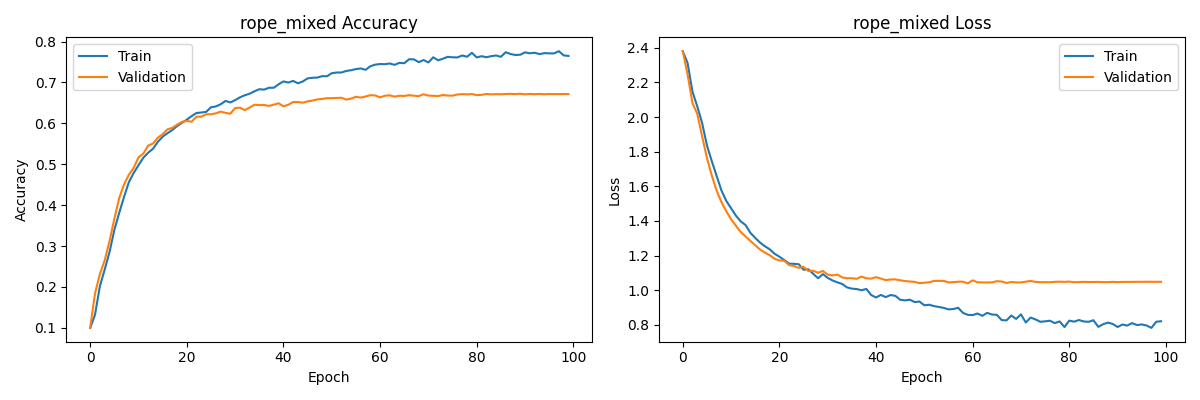 rope_mixed Accuracy
Train
Validation
0.8
0.7
0.6
0.5
0.4
0.3
0.2
0.1
Accuracy
0 20 40 60 80 100
Epoch
rope_mixed Loss
Train
Validation
2.4
2.2
2.0
1.8
1.6
1.4
1.2
1.0
0.8
Loss
0 20 40 60 80 100
Epoch